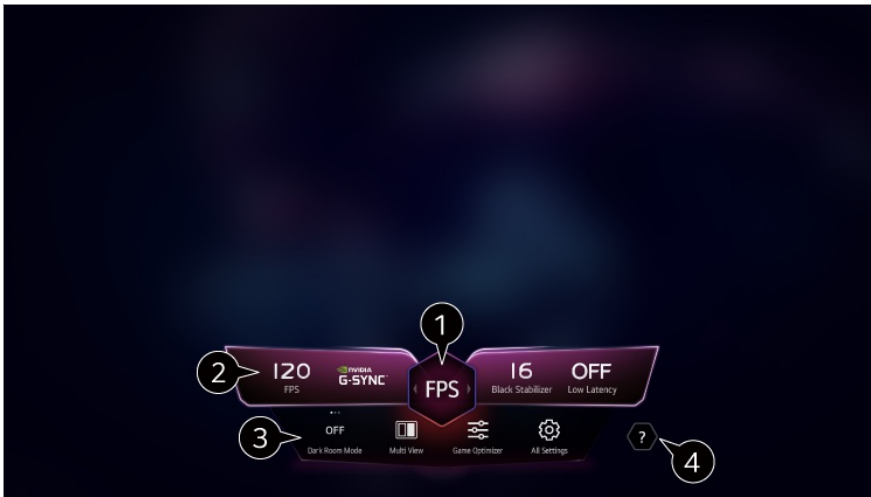 1
2
120
FPS
NVIDIA
G-SYNC
FPS
16
Black Stabilizer
OFF
Low Latency
3
OFF
Dark Room Mode
Multi View
Game Optimizer
All Settings
?
4